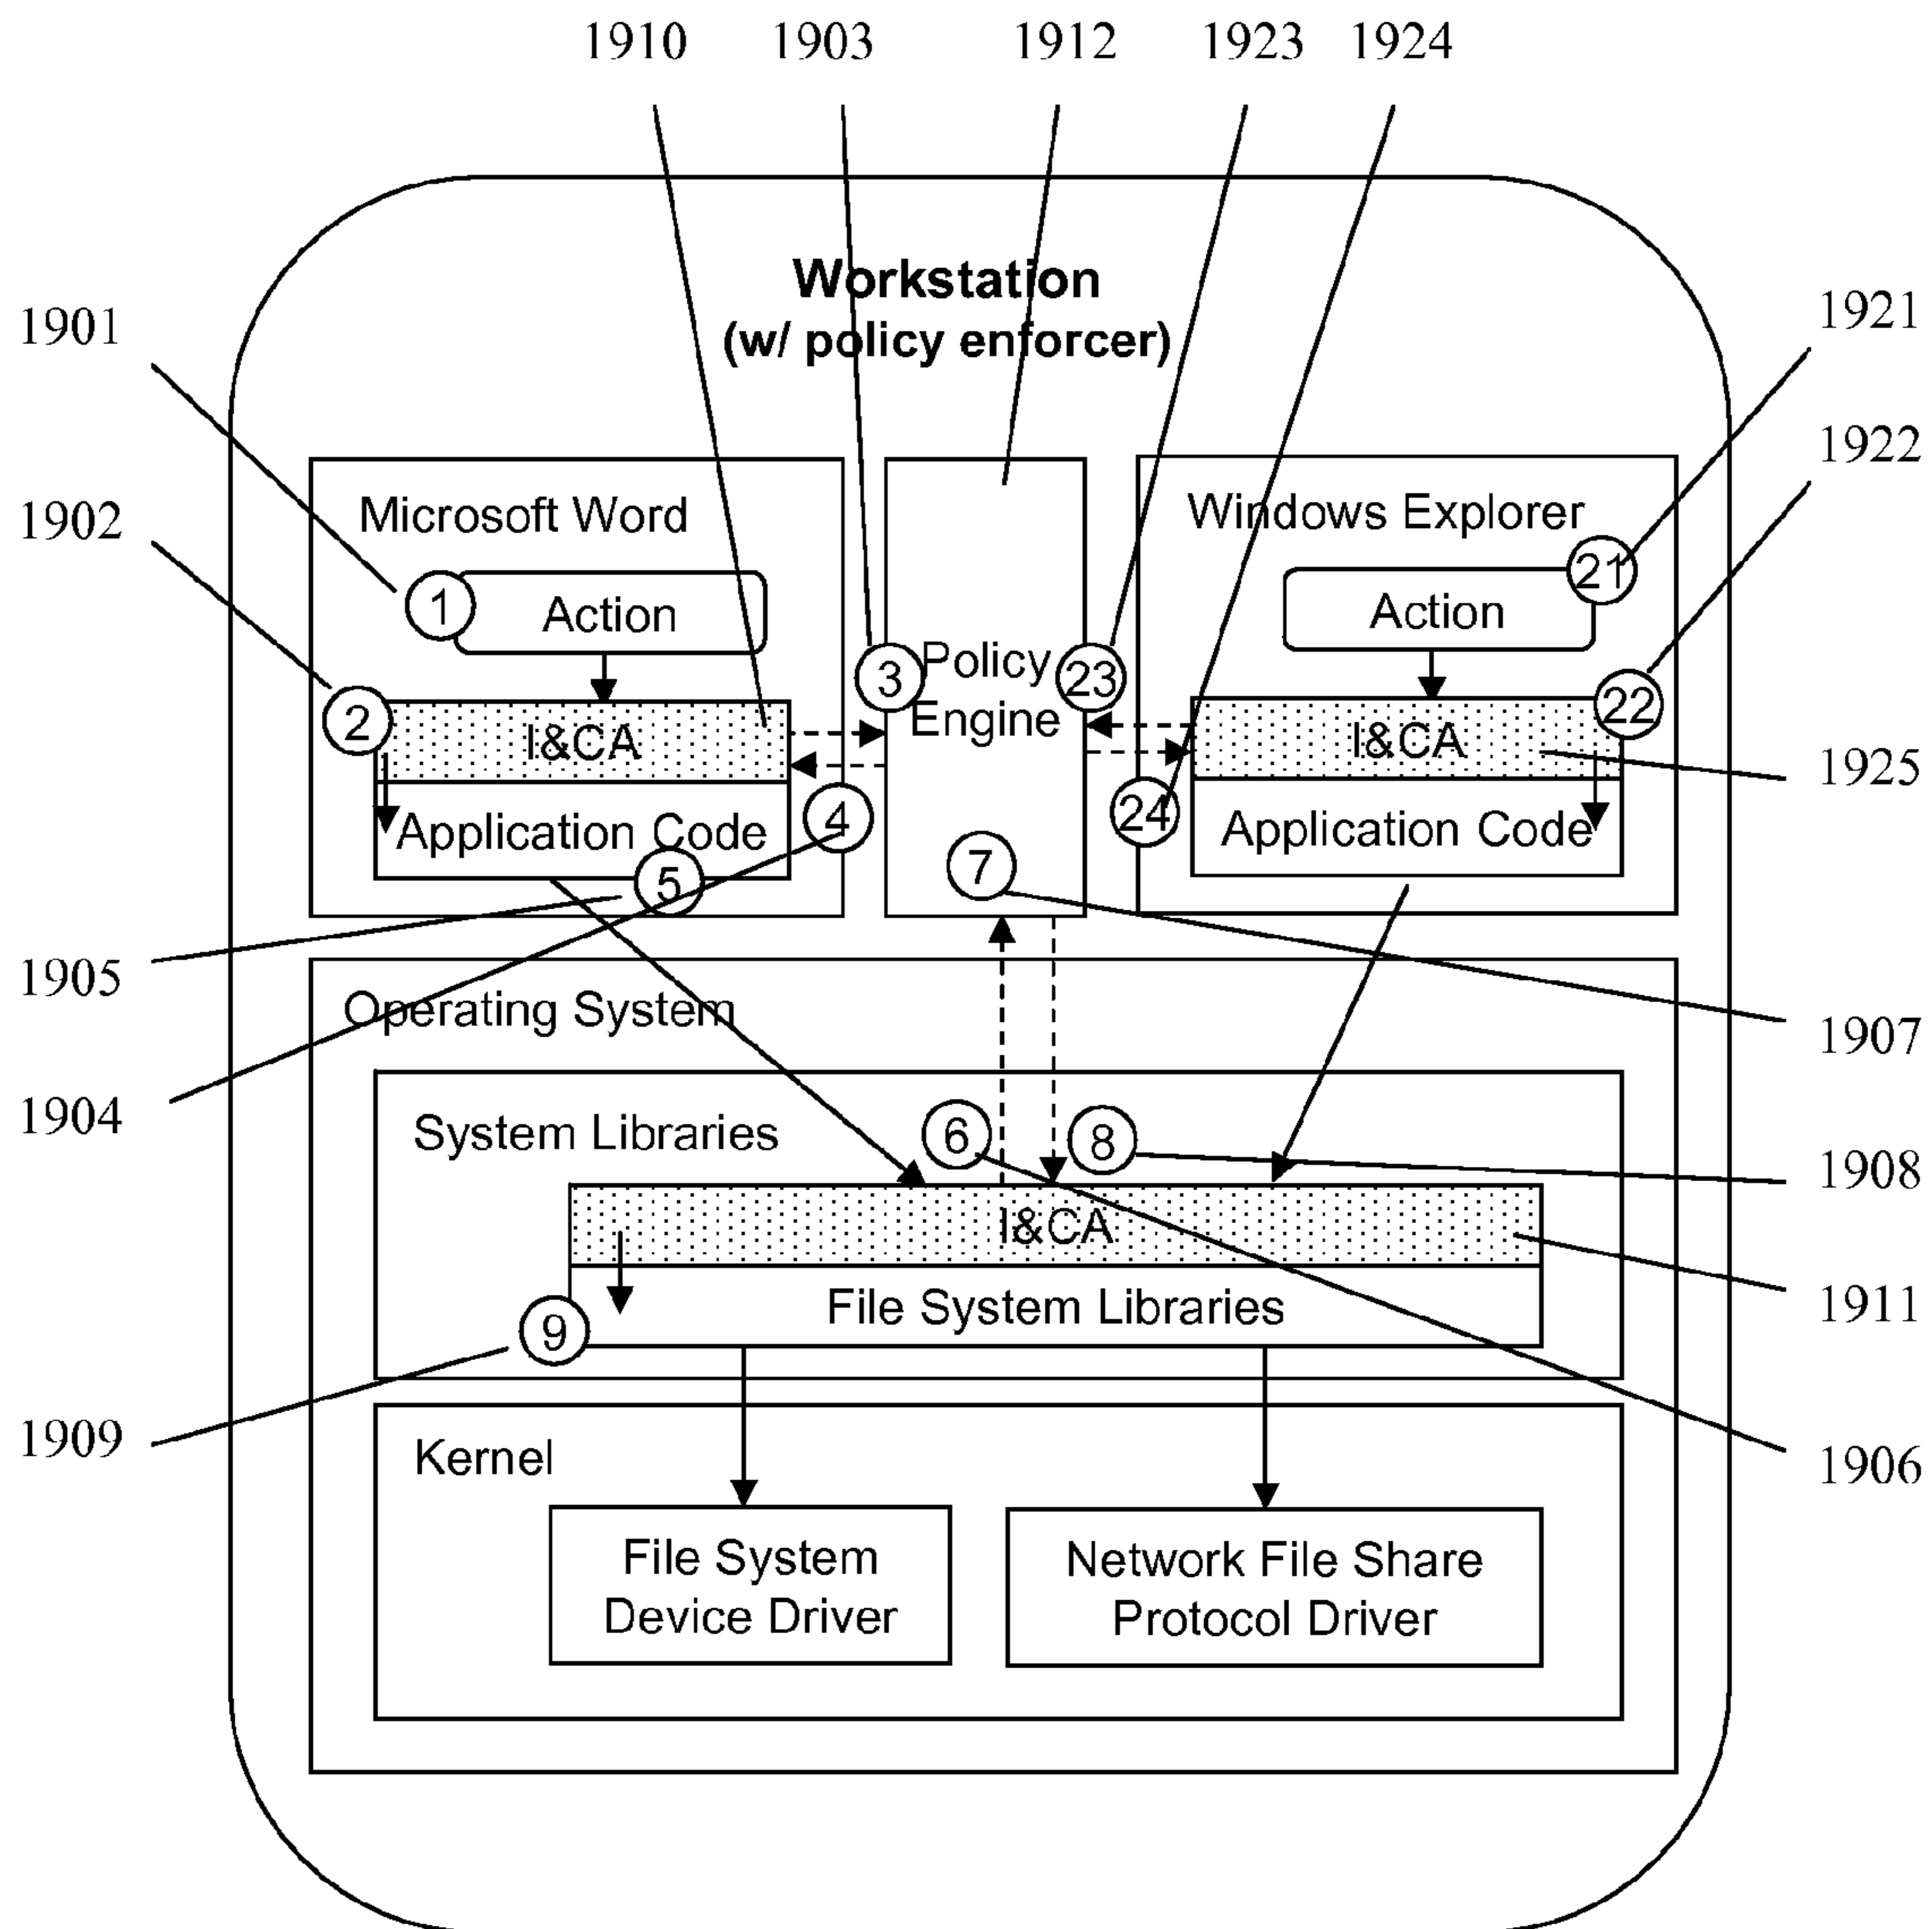 1910 1903 1912 1923 1924
Workstation
(w/ policy enforcer)
1901
1921
1922
1902
Microsoft Word
Windows Explorer
1
Action
21
Action
2
I&CA
3
Policy
Engine
23
22
I&CA
1925
4
24
Application Code
Application Code
5
7
1905
Operating System
1907
1904
System Libraries
6
8
1908
I&CA
1911
File System Libraries
9
1909
Kernel
1906
File System
Device Driver
Network File Share
Protocol Driver